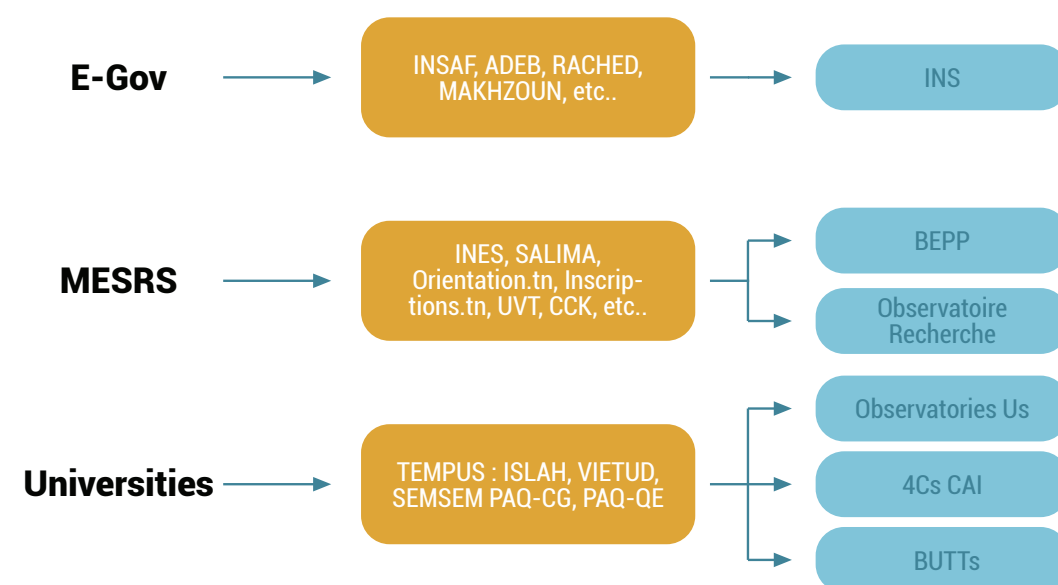 E-Gov
INSAF, ADEB, RACHED,
MAKHZOUN, etc..
INS
MESRS
INES, SALIMA,
Orientation.tn, Inscrip-
tions.tn, UVT, CCK, etc..
BEPP
Observatoire
Recherche
Universities
TEMPUS : ISLAH, VIETUD,
SEMSEM PAQ-CG, PAQ-QE
Observatories Us
4Cs CAI
BUTTs